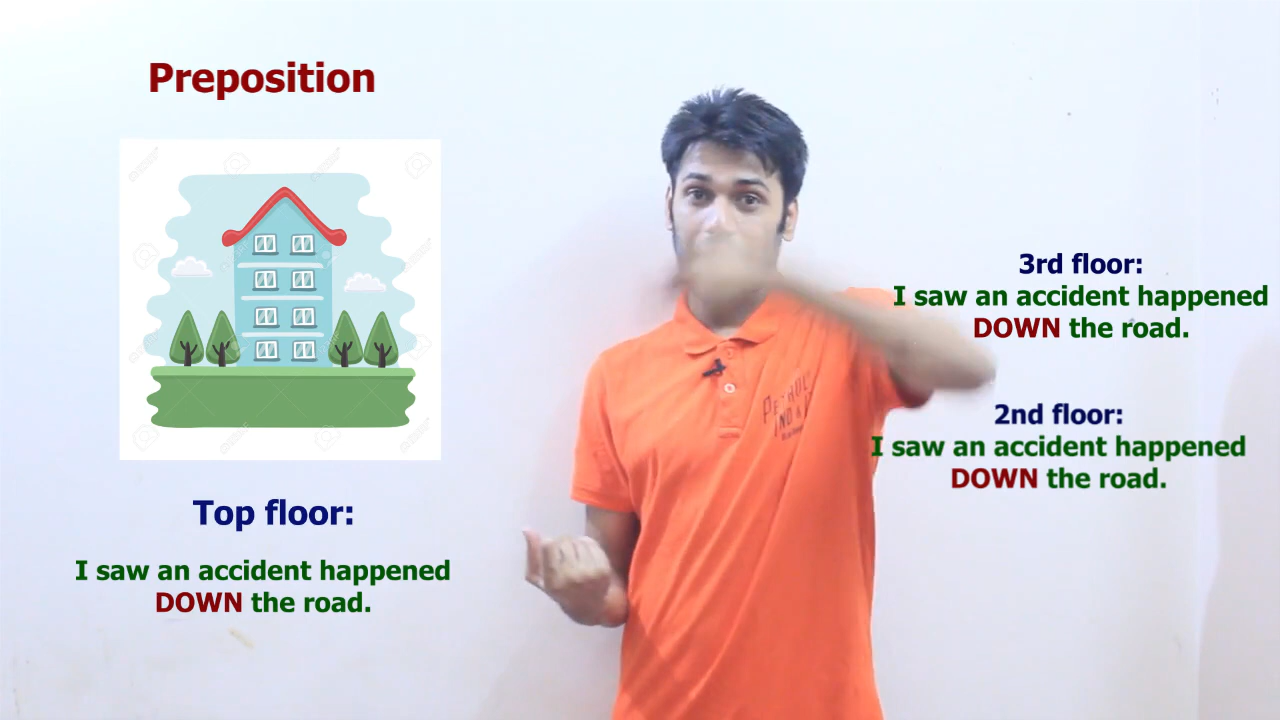 Preposition
Top floor:
I saw an accident happened
DOWN the road.
3rd floor:
I saw an accident happened
DOWN the road.
2nd floor:
I saw an accident happened
DOWN the road.